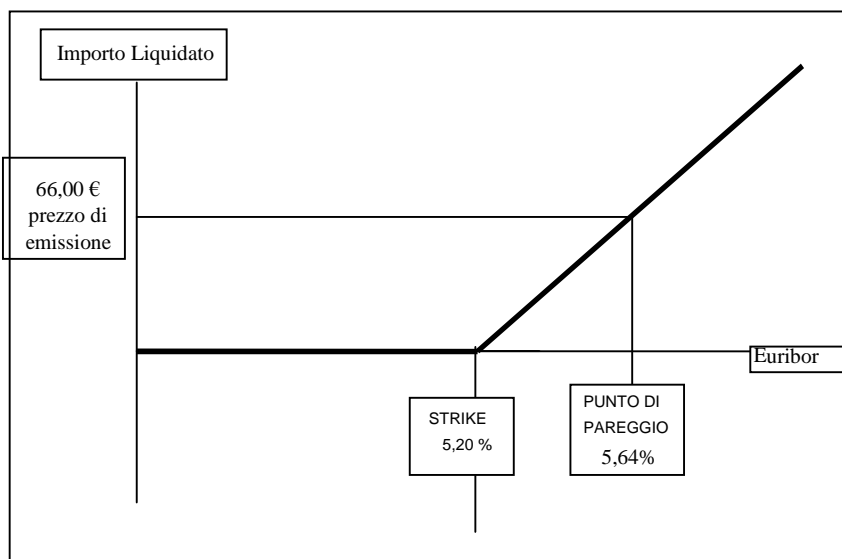 Importo Liquidato
66,00 €
prezzo di
emissione
Euribor
STRIKE
5,20 %
PUNTO DI
PAREGGIO
5,64%